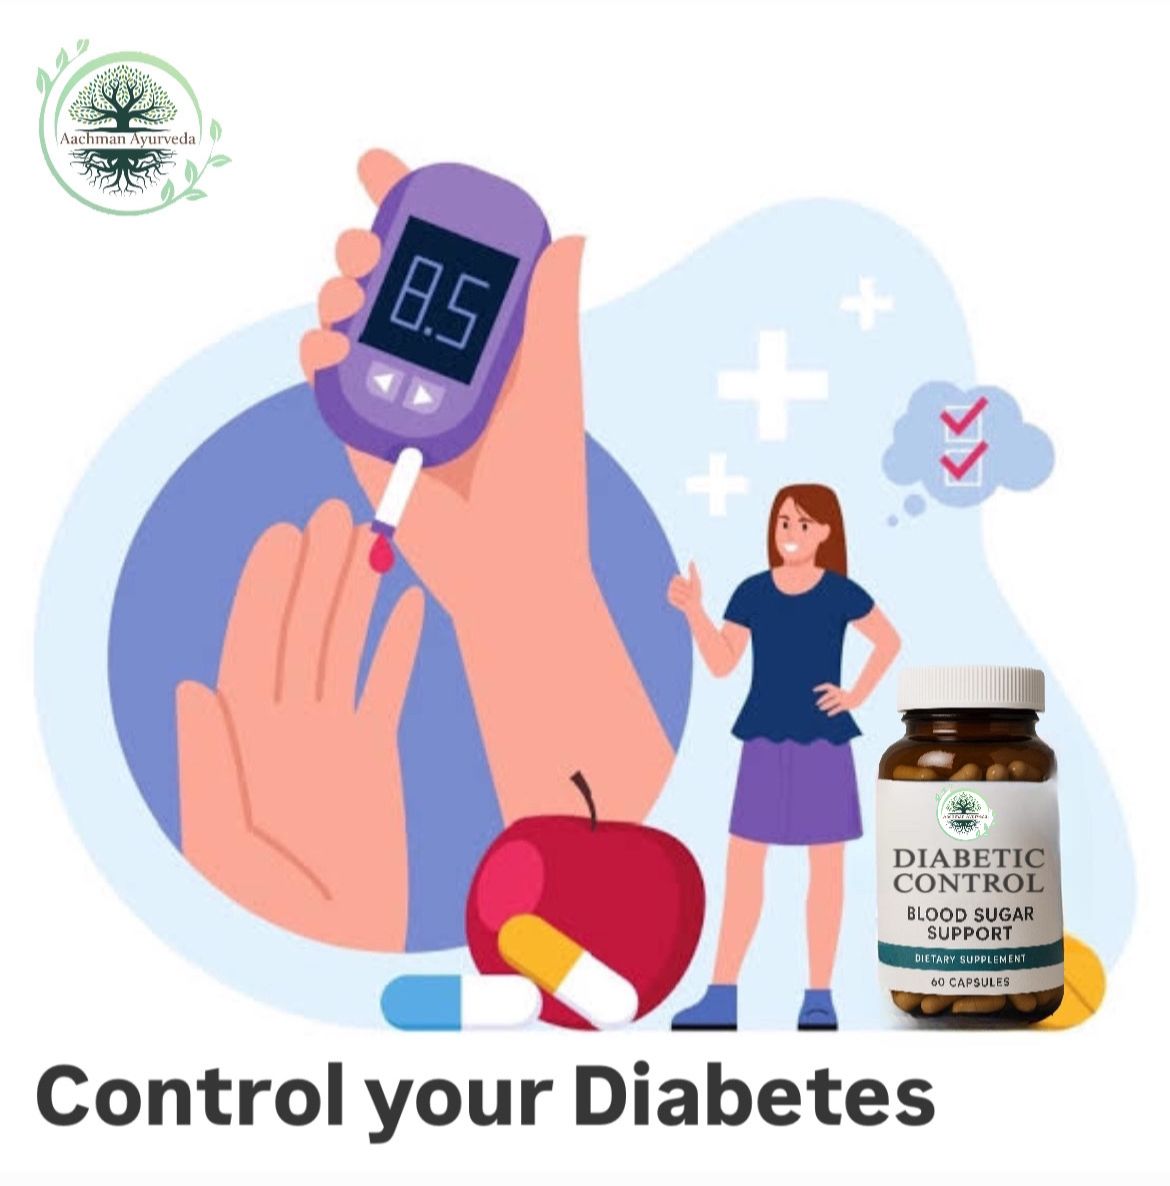 Aachman Ayurveda
8.5
DIABETIC
CONTROL
BLOOD SUGAR
SUPPORT
DIETARY SUPPLEMENT
60 CAPSULES
Control your Diabetes